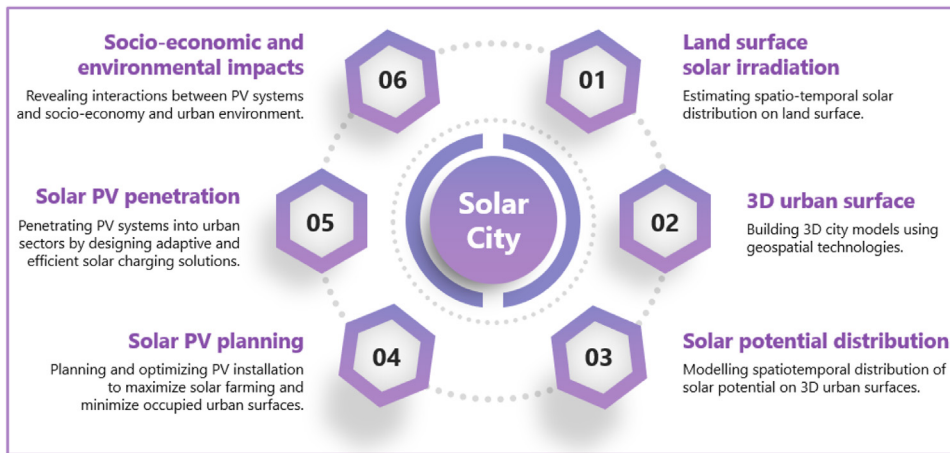 Solar
City
01
Land surface
solar irradiation
Estimating spatio-temporal solar
distribution on land surface.
02
3D urban surface
Building 3D city models using
geospatial technologies.
03
Solar potential distribution
Modelling spatiotemporal distribution of
solar potential on 3D urban surfaces.
04
Solar PV planning
Planning and optimizing PV installation
to maximize solar farming and
minimize occupied urban surfaces.
05
Solar PV penetration
Penetrating PV systems into urban
sectors by designing adaptive and
efficient solar charging solutions.
06
Socio-economic and
environmental impacts
Revealing interactions between PV systems
and socio-economy and urban environment.